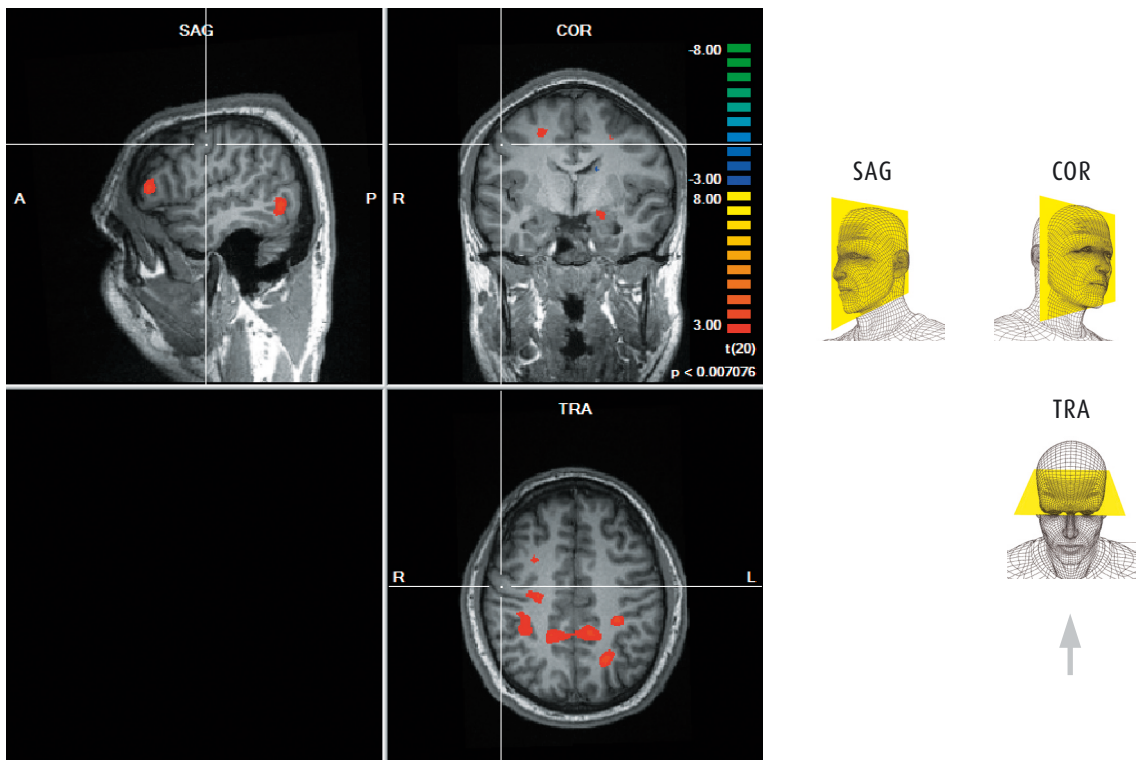 SAG
A
P
COR
R
-8.00
-3.00
8.00
3.00
t(20)
p < 0.007076
TRA
R
L
SAG
COR
TRA